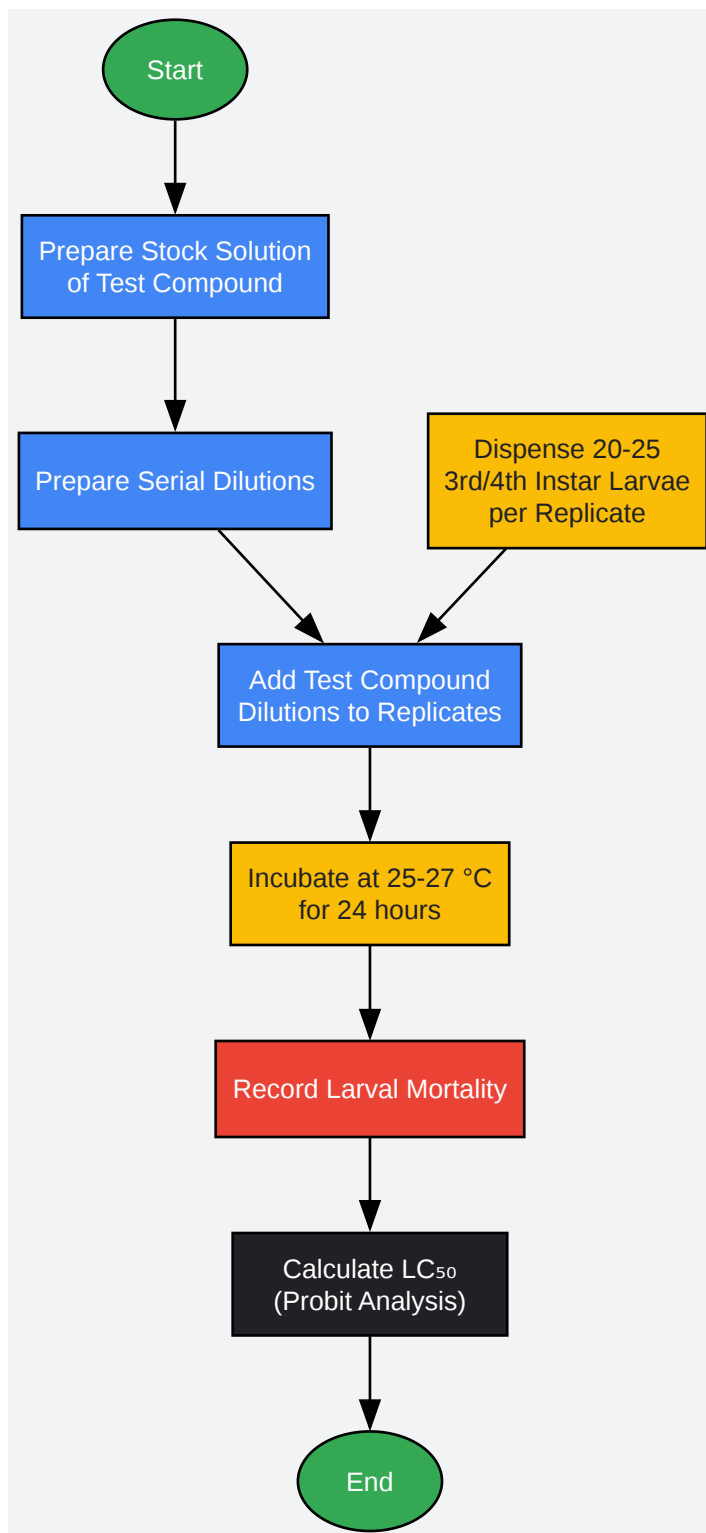 Start
Prepare Stock Solution
of Test Compound
Prepare Serial Dilutions
Dispense 20-25
3rd/4th Instar Larvae
per Replicate
Add Test Compound
Dilutions to Replicates
Incubate at 25-27 °C
for 24 hours
Record Larval Mortality
Calculate LC₅₀
(Probit Analysis)
End